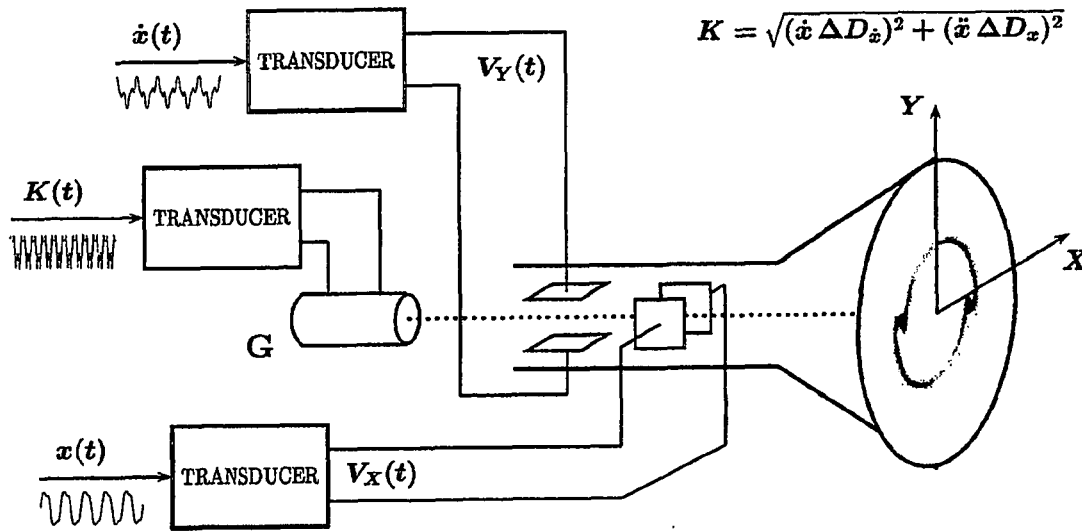 ẋ(t)
TRANSDUCER
V_Y(t)
K = √((ẋ ΔD_ẋ)² + (ẍ ΔD_x)²)
Y
K(t)
TRANSDUCER
X
G
x(t)
TRANSDUCER
V_X(t)